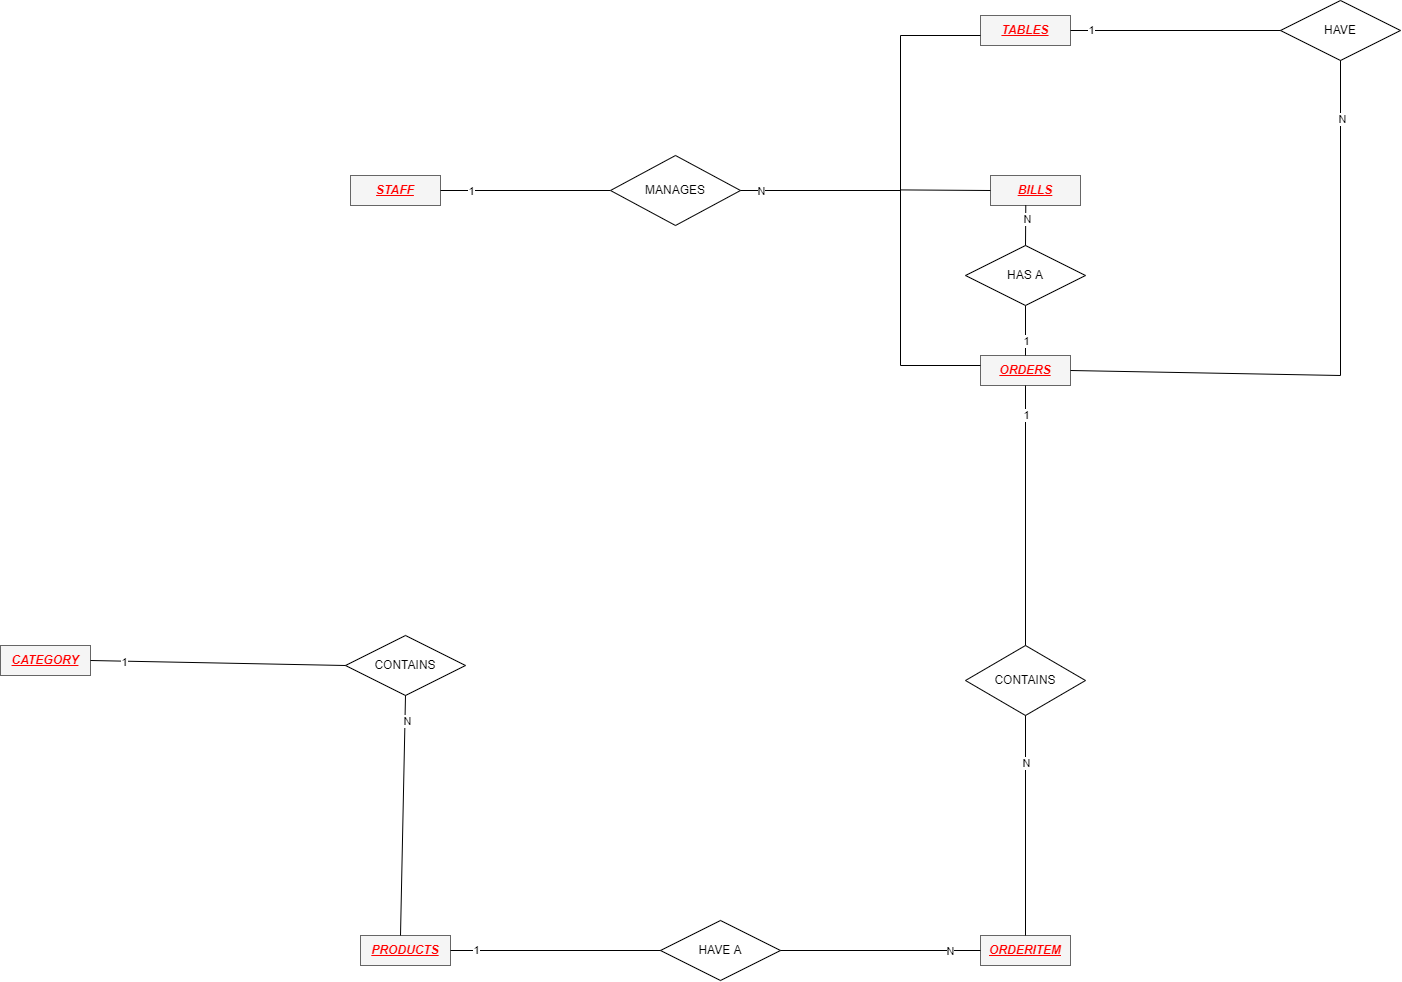 TABLES
1
HAVE
N
STAFF
1
MANAGES
N
BILLS
N
HAS A
1
ORDERS
1
CATEGORY
1
CONTAINS
N
CONTAINS
N
PRODUCTS
1
HAVE A
N
ORDERITEM